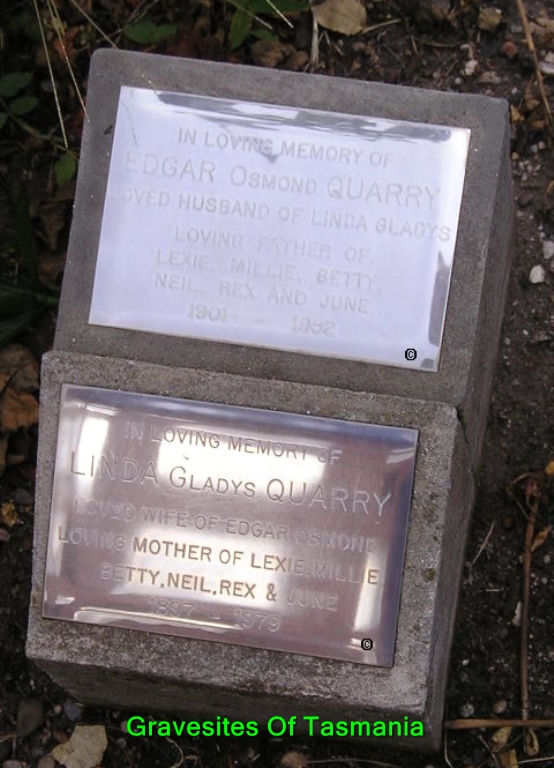 IN LOVING MEMORY OF
EDGAR OSMOND QUARRY
LOVED HUSBAND OF LINDA GLADYS
LOVING FATHER OF
LEXIE, MILLIE, BETTY,
NEIL, REX AND JUNE
1901 -
©
IN LOVING MEMORY OF
LINDA GLADYS QUARRY
LOVED WIFE OF EDGAR OSMOND
LOVING MOTHER OF LEXIE, MILLIE
BETTY, NEIL, REX & JUNE
- 1979
©
Gravesites Of Tasmania